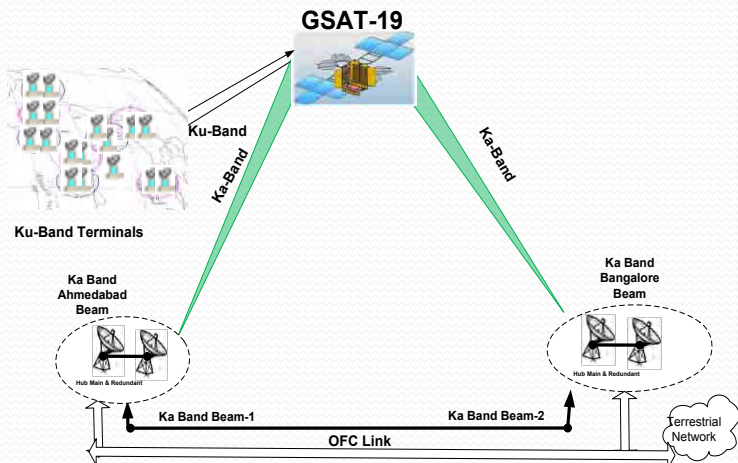 GSAT-19
Ku-Band
Ka-Band
Ka-Band
Ku-Band Terminals
Ka Band
Ahmedabad
Beam
Hub Main & Redundant
Ka Band
Bangalore
Beam
Hub Main & Redundant
Ka Band Beam-1
Ka Band Beam-2
OFC Link
Terrestrial
Network